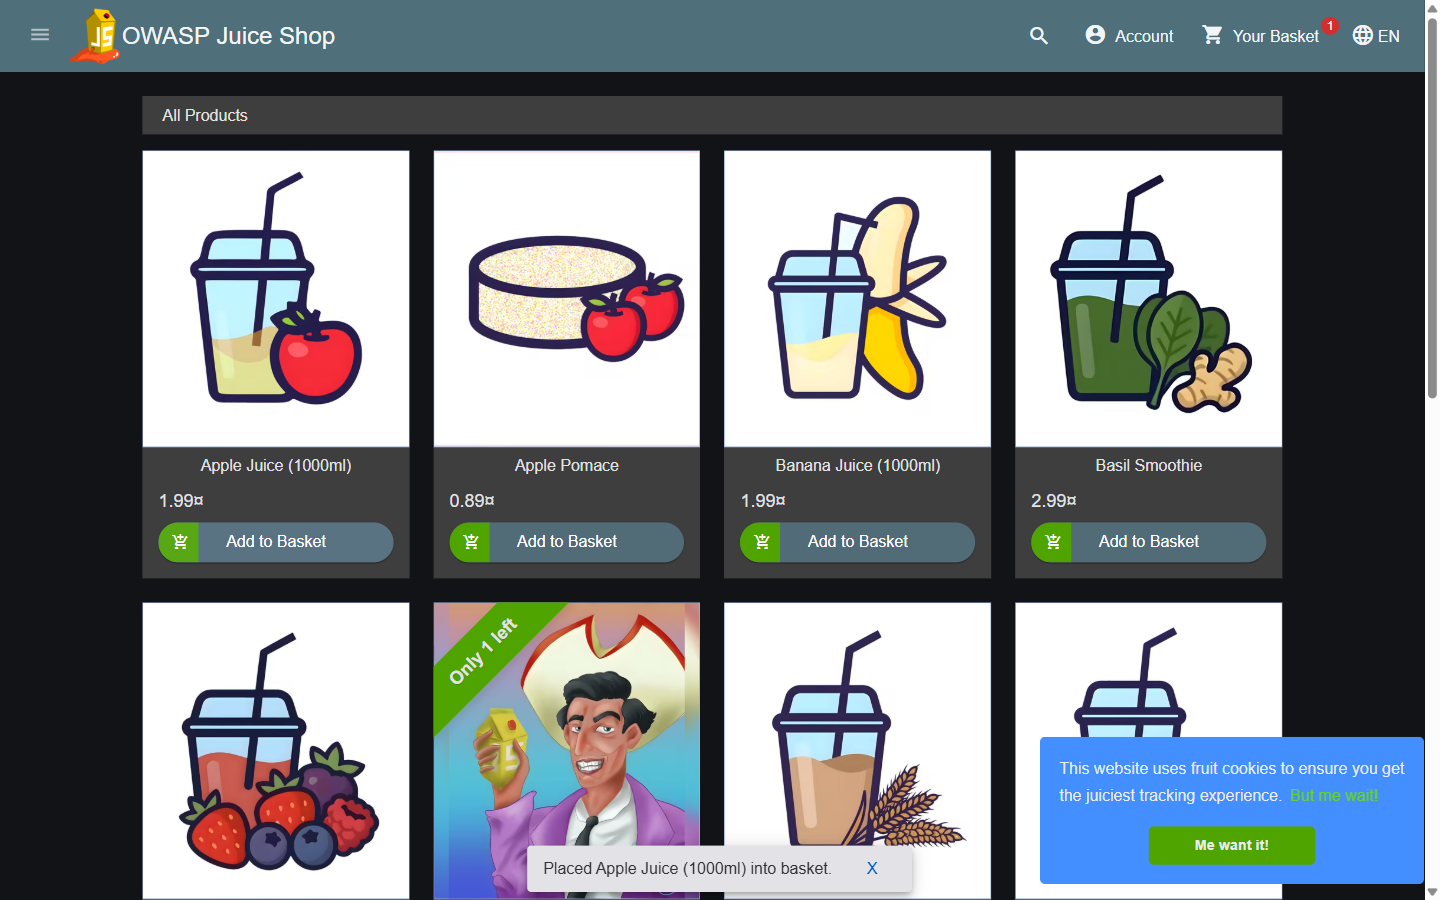 OWASP Juice Shop
Account
Your Basket
1
EN
All Products
Apple Juice (1000ml)
Apple Pomace
Banana Juice (1000ml)
Basil Smoothie
1.99¤
0.89¤
1.99¤
2.99¤
Add to Basket
Add to Basket
Add to Basket
Add to Basket
Only 1 left
This website uses fruit cookies to ensure you get
the juiciest tracking experience. But me wait!
Me want it!
Placed Apple Juice (1000ml) into basket.
X